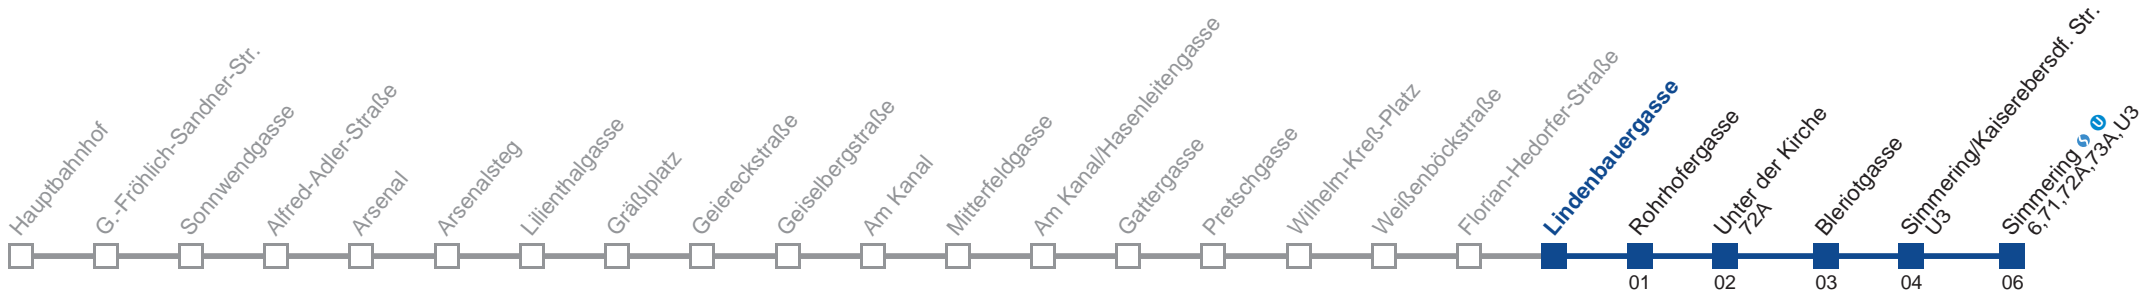 Hauptbahnhof
G.-Fröhlich-Sandner-Str.
Sonnwendgasse
Alfred-Adler-Straße
Arsenal
Arsenalsteg
Lilienthalgasse
Gräßlplatz
Geiereckstraße
Geiselbergstraße
Am Kanal
Mitterfeldgasse
Am Kanal/Hasenleitengasse
Gattergasse
Pretschgasse
Wilhelm-Kreß-Platz
Weißenböckstraße
Florian-Hedorfer-Straße
Lindenbauergasse
Rohrhofergasse
01
Unter der Kirche
72A
02
Bleriotgasse
03
Simmering/Kaiserebersdf. Str.
U3
04
Simmering S U
6,71,72A,73A,U3
06